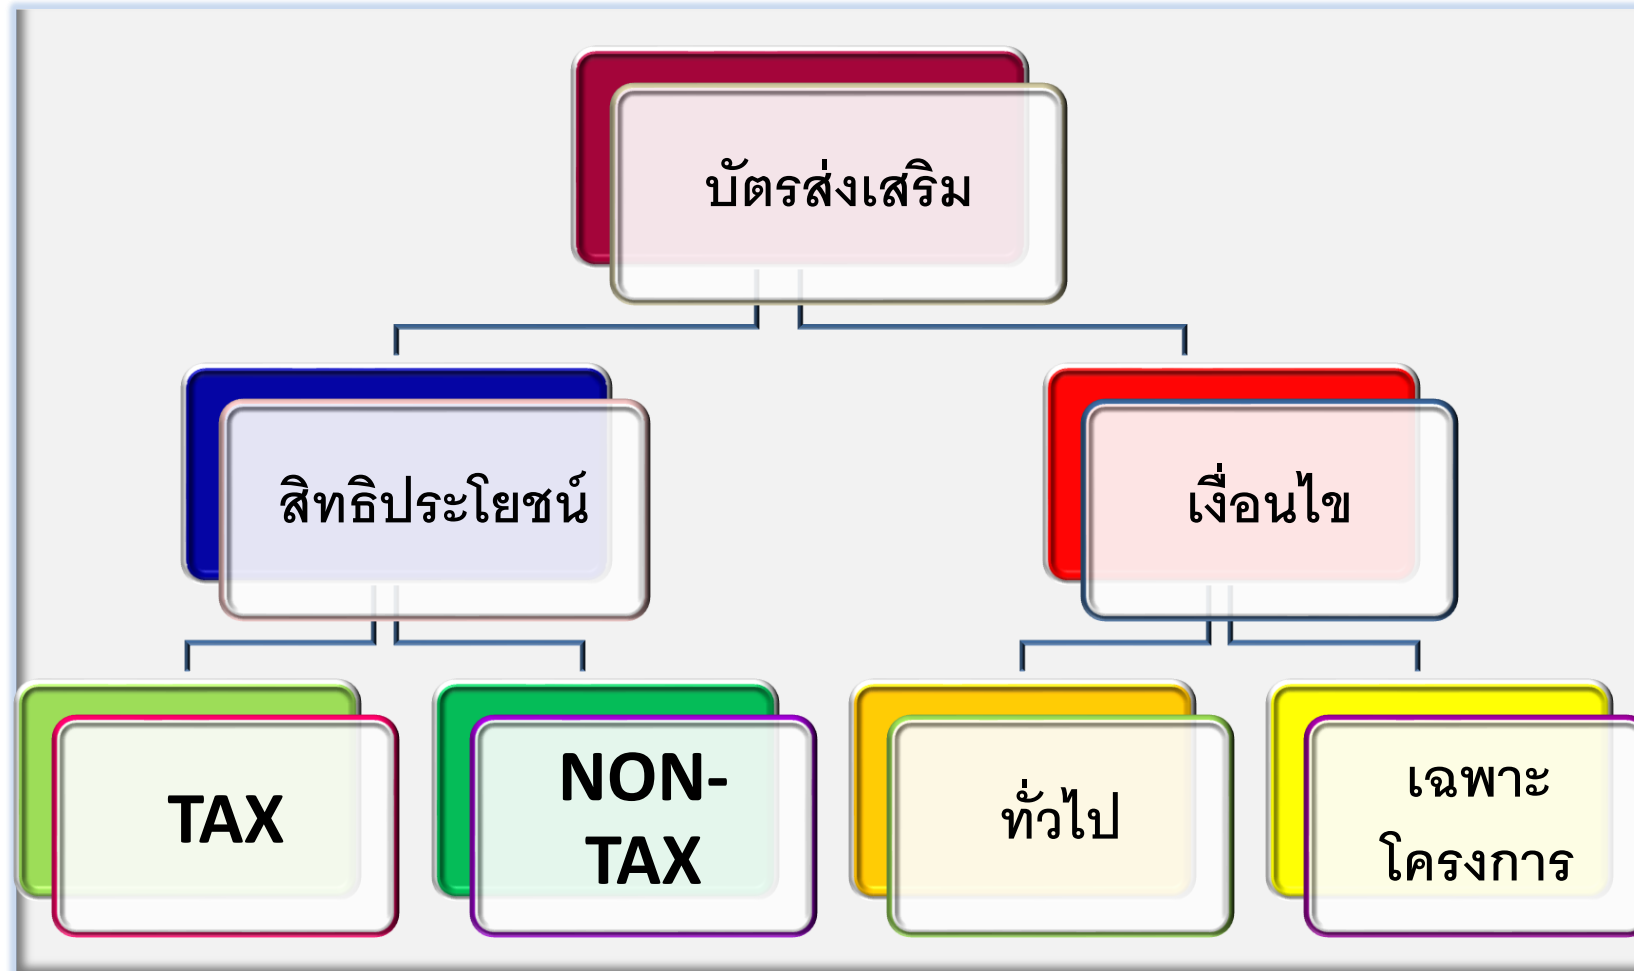 บัตรส่งเสริม
สิทธิประโยชน์
เงื่อนไข
TAX
NON-
TAX
ทั่วไป
เฉพาะ
โครงการ